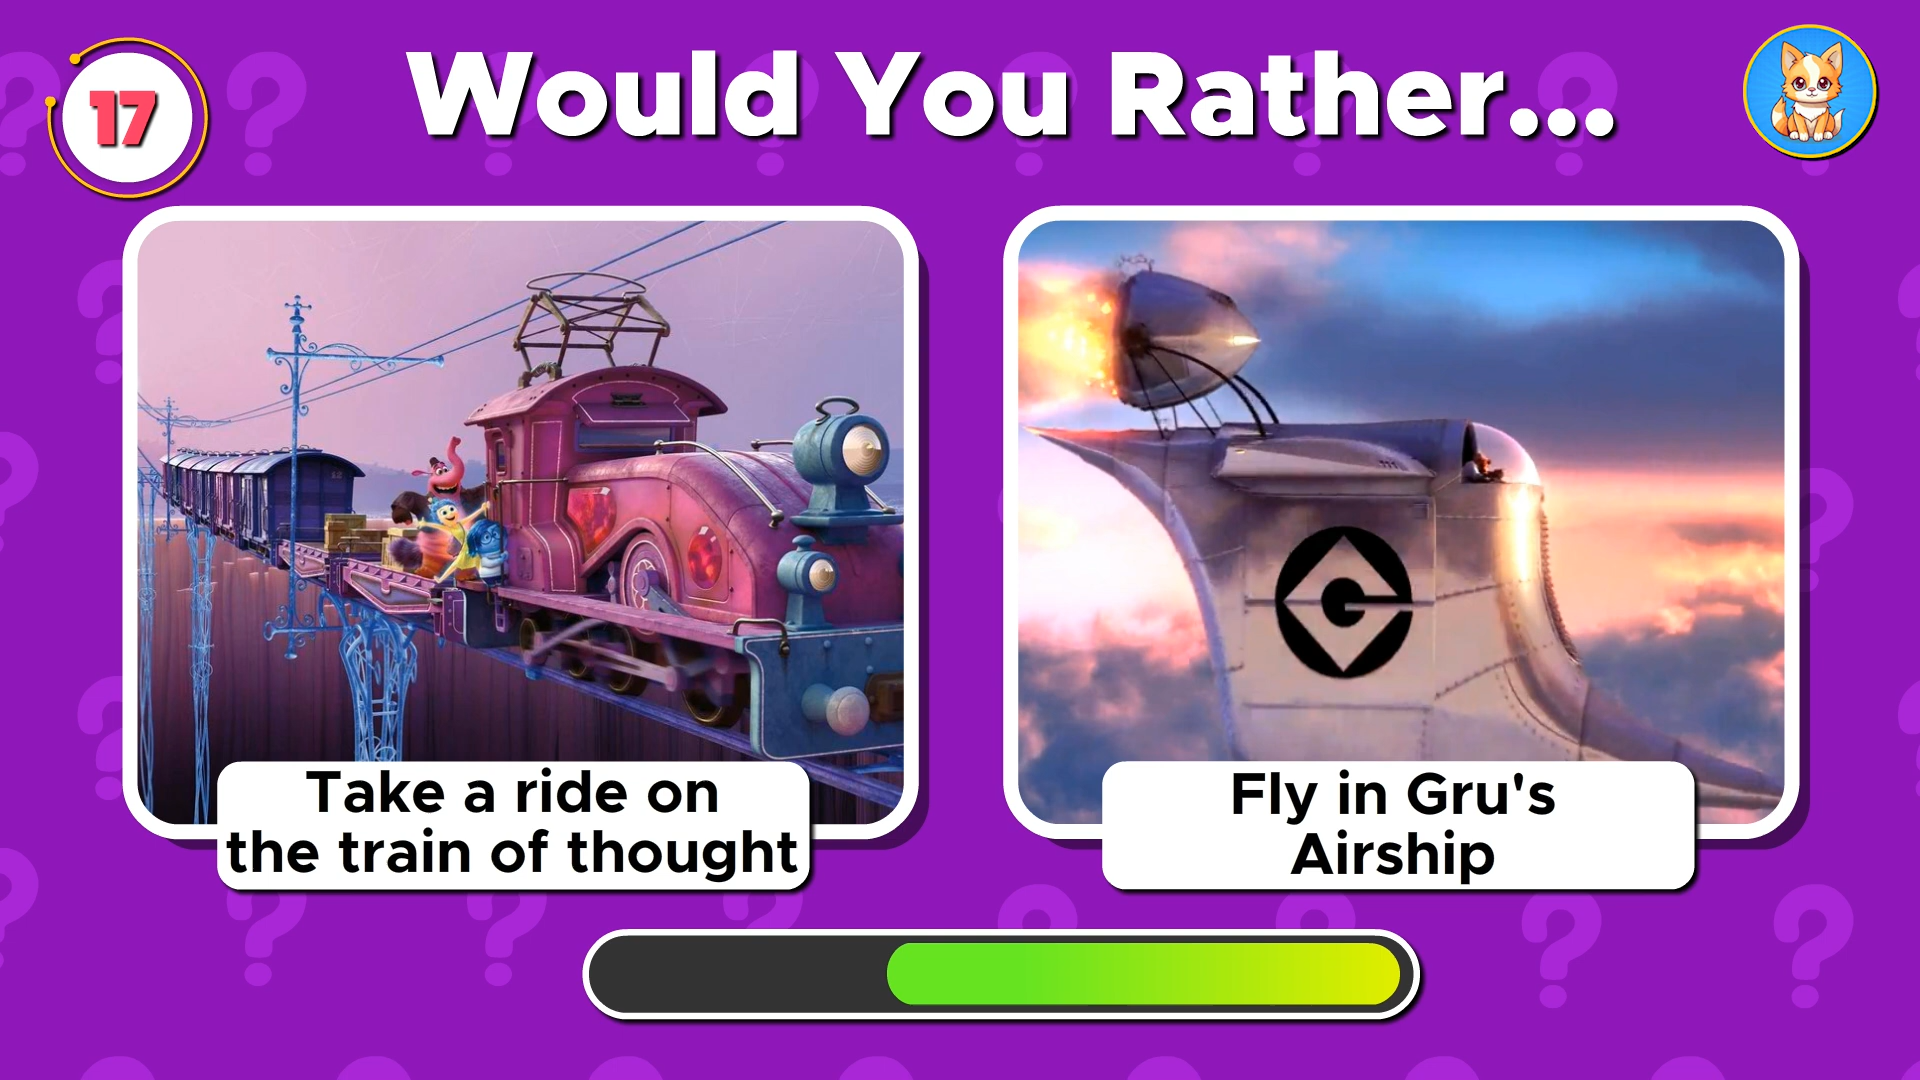 17
Would You Rather...
Take a ride on
the train of thought
Fly in Gru's
Airship